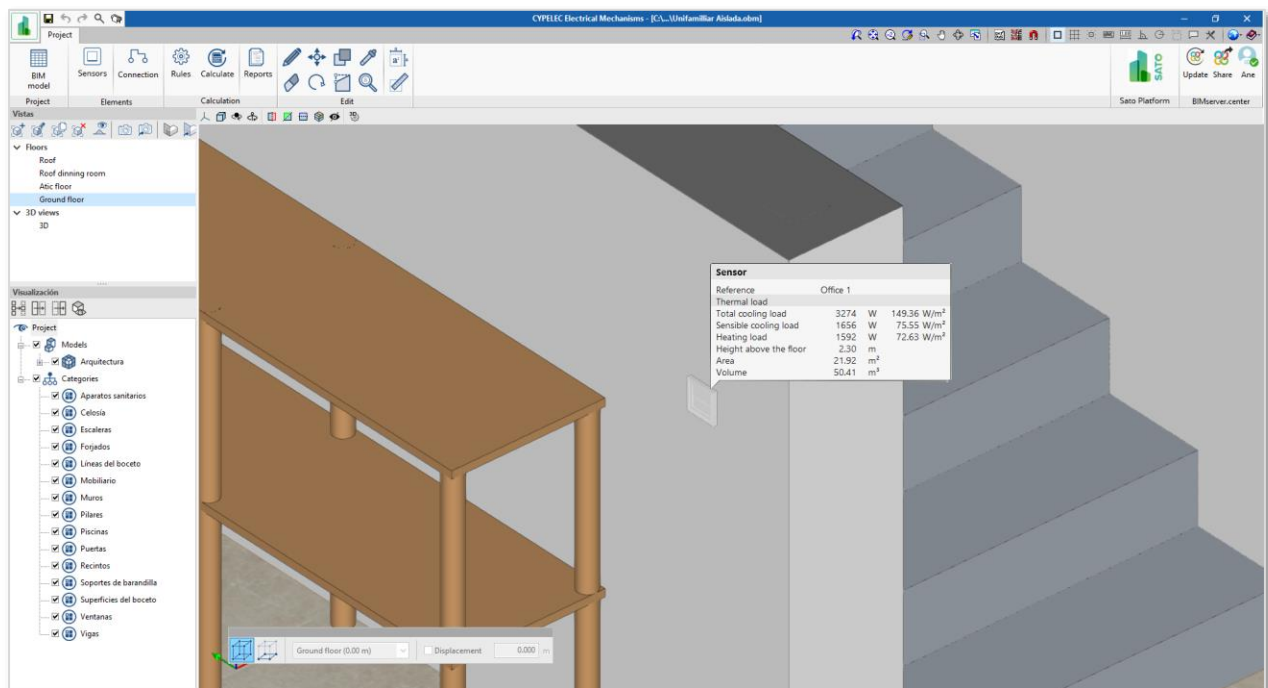 CYPELEC Electrical Mechanisms - [C:\...\Unifamilliar Aislada.obm]
Project
BIM model
Sensors
Connection
Rules
Calculate
Reports
SATO
Update
Share
Ane
Project
Elements
Calculation
Edit
Sato Platform
BIMserver.center
Vistas
Floors
Roof
Roof dinning room
Atic floor
Ground floor
3D views
3D
Visualización
Project
Models
Arquitectura
Categories
Aparatos sanitarios
Celosía
Escaleras
Forjados
Líneas del boceto
Mobiliario
Muros
Pilares
Piscinas
Puertas
Recintos
Soportes de barandilla
Superficies del boceto
Ventanas
Vigas
Sensor
Reference Office 1
Thermal load
Total cooling load 3274 W 149.36 W/m²
Sensible cooling load 1656 W 75.55 W/m²
Heating load 1592 W 72.63 W/m²
Height above the floor 2.30 m
Area 21.92 m²
Volume 50.41 m³
Ground floor (0.00 m) Displacement 0.000 m